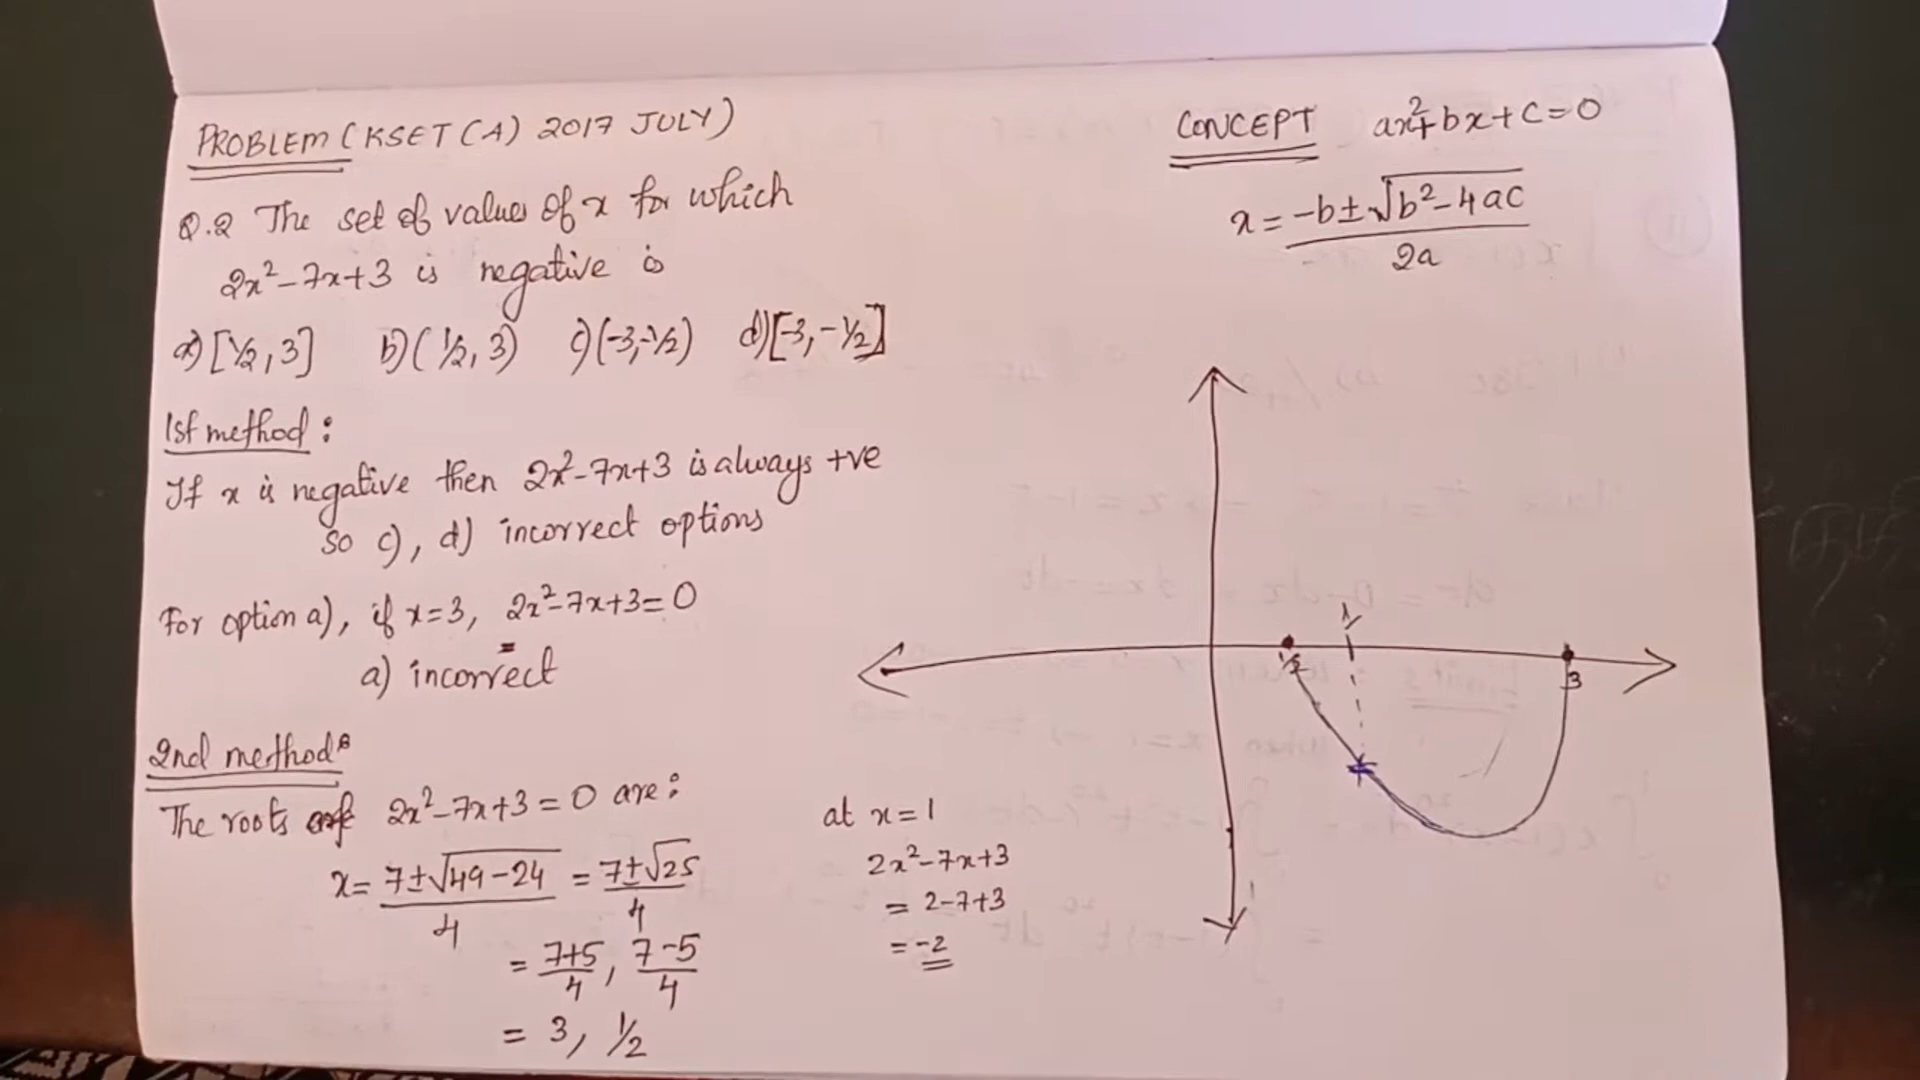 PROBLEM (KSET (A) 2017 JULY)
Q.2 The set of values of x for which
2x²-7x+3 is negative is
a) [1/2, 3] b) (1/2, 3) c) (-3,-1/2) d) [-3, -1/2]
1st method:
If x is negative then 2x²-7x+3 is always +ve
so c), d) incorrect options
For option a), if x=3, 2x²-7x+3=0
a) incorrect
2nd method:
The roots of 2x²-7x+3=0 are:
x = 7±√49-24 / 4 = 7±√25 / 4
= 7+5/4, 7-5/4
= 3, 1/2
at x=1
2x²-7x+3
= 2-7+3
= -2
CONCEPT ax²+bx+c=0
x = -b±√b²-4ac / 2a
1
1/2
3